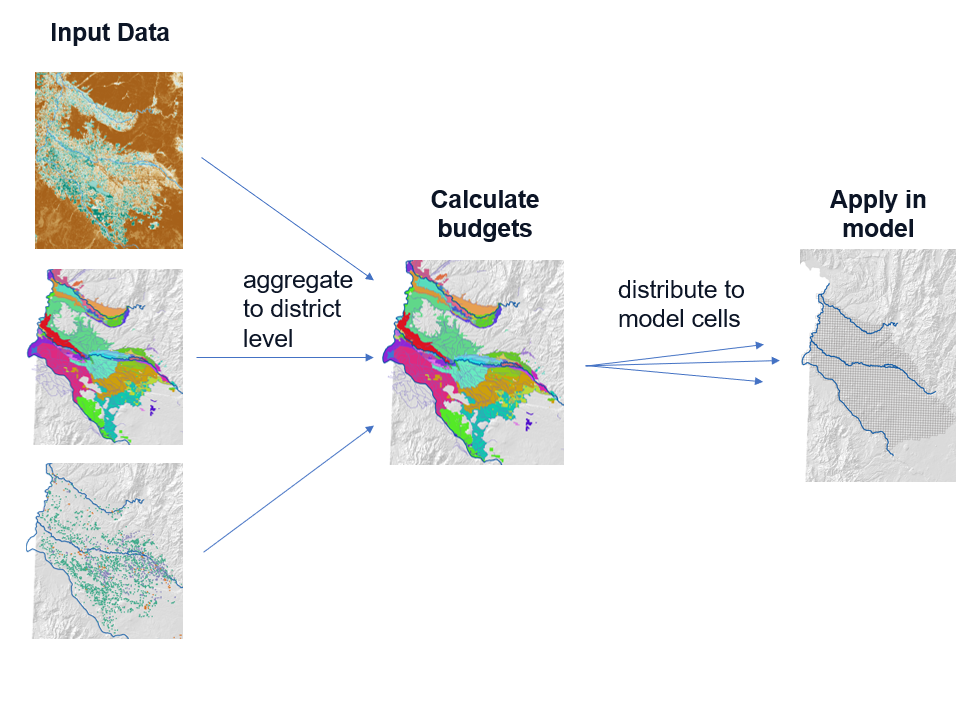 Input Data
aggregate
to district
level
Calculate
budgets
distribute to
model cells
Apply in
model